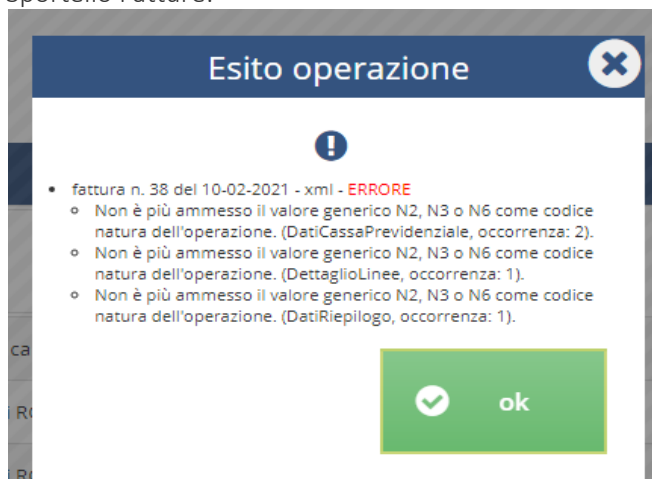 Sportello Fatture.
Esito operazione
fattura n. 38 del 10-02-2021 - xml - ERRORE
Non è più ammesso il valore generico N2, N3 o N6 come codice
natura dell'operazione. (DatiCassaPrevidenziale, occorrenza: 2).
Non è più ammesso il valore generico N2, N3 o N6 come codice
natura dell'operazione. (DettaglioLinee, occorrenza: 1).
Non è più ammesso il valore generico N2, N3 o N6 come codice
natura dell'operazione. (DatiRiepilogo, occorrenza: 1).
ca
ok